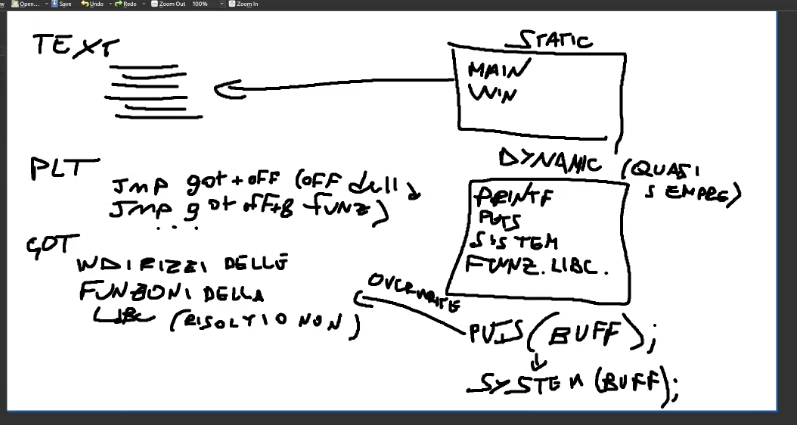 Open...
Save
Undo
Redo
Zoom Out
100%
Zoom In
TEXT
STATIC
MAIN
WIN
DYNAMIC (QUASI
SEMPRE)
PLT
JMP got+OFF (OFF della
JMP got OFF+8 FUNZ)
...
PRINTF
PUTS
SYSTEM
FUNZ. LIBC.
GOT
INDIRIZZI DELLE
FUNZIONI DELLA
LIBC (RISOLTI O NON)
OVERWRITE
PUTS(BUFF);
SYSTEM(BUFF);